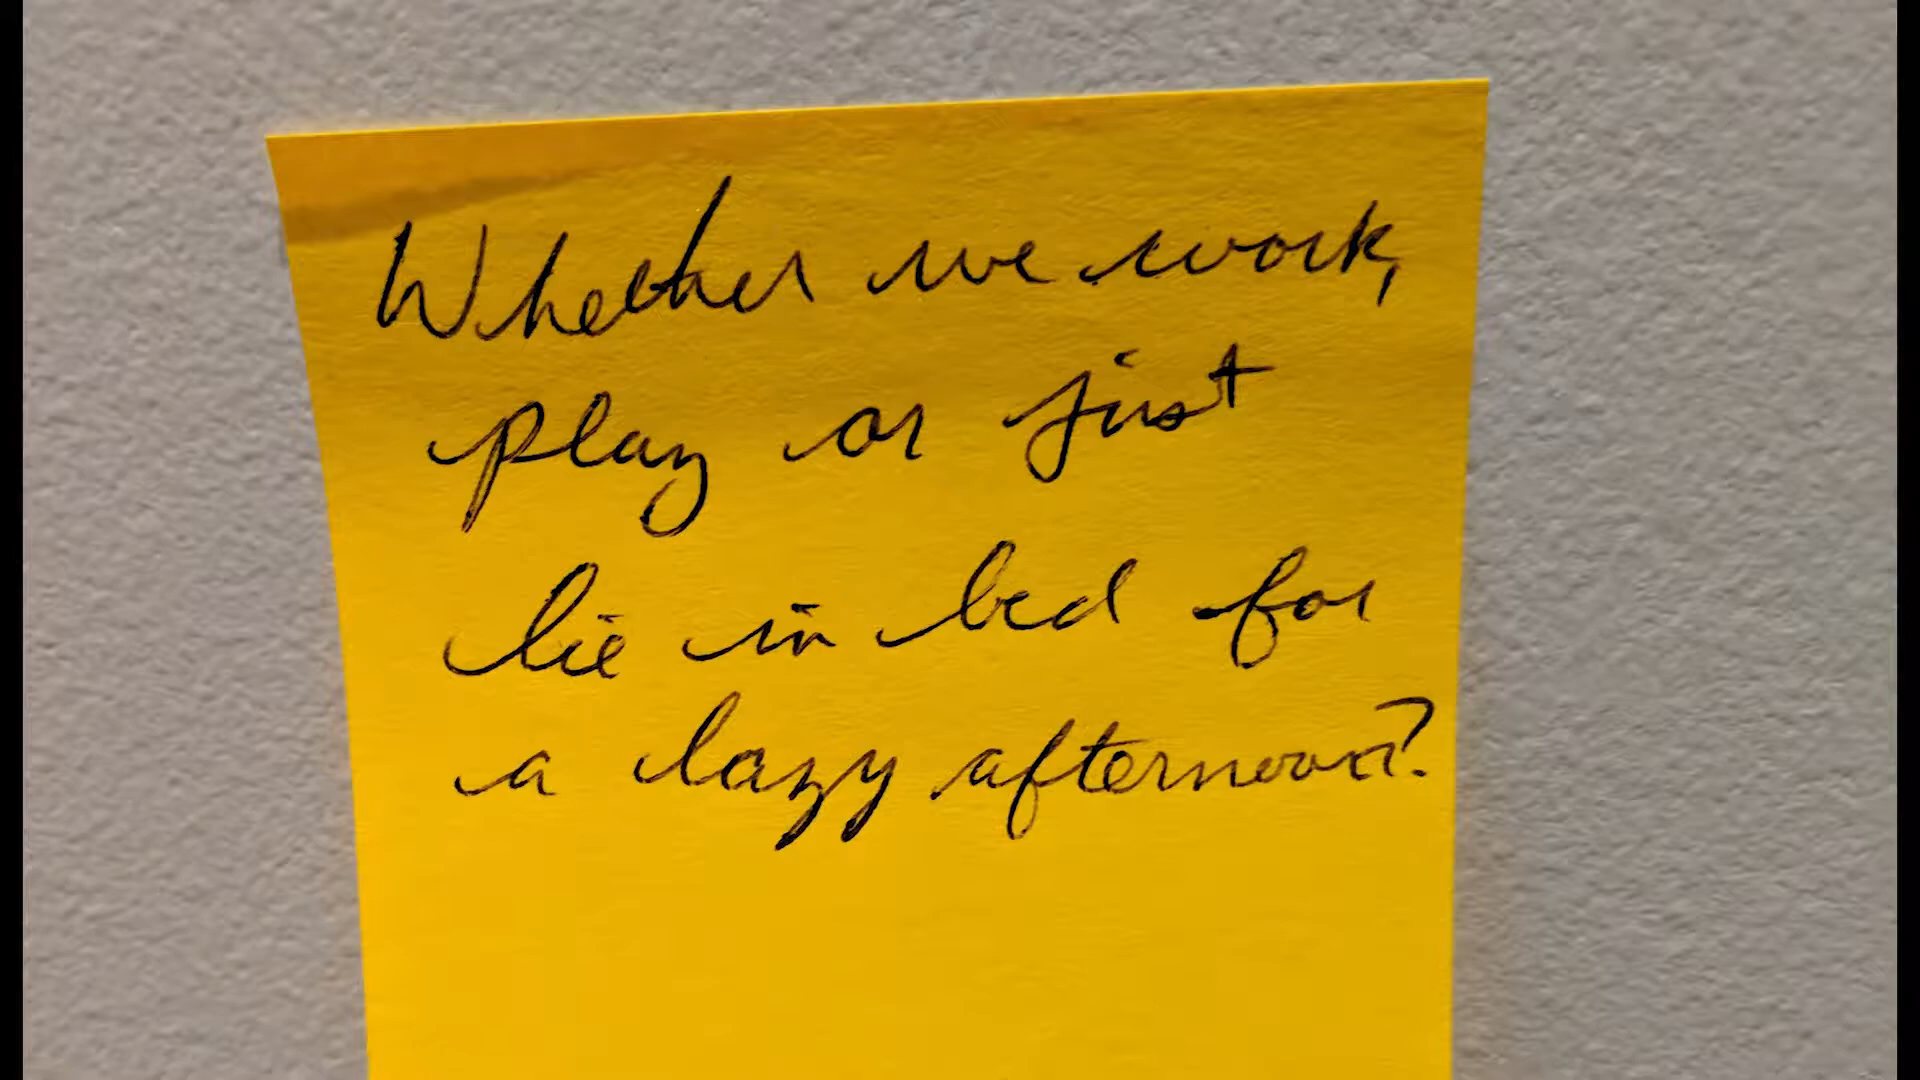 Whether we work,
play or just
lie in bed for
a lazy afternoon?